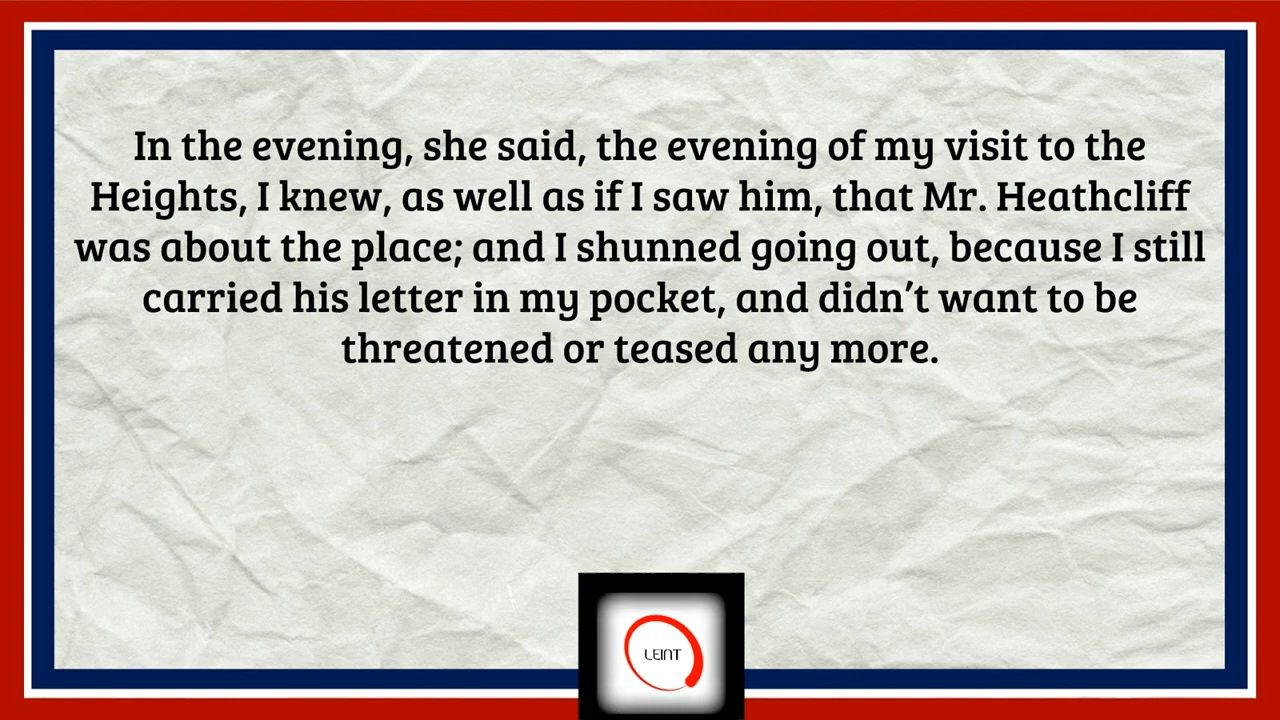 In the evening, she said, the evening of my visit to the
Heights, I knew, as well as if I saw him, that Mr. Heathcliff
was about the place; and I shunned going out, because I still
carried his letter in my pocket, and didn’t want to be
threatened or teased any more.
LEINT